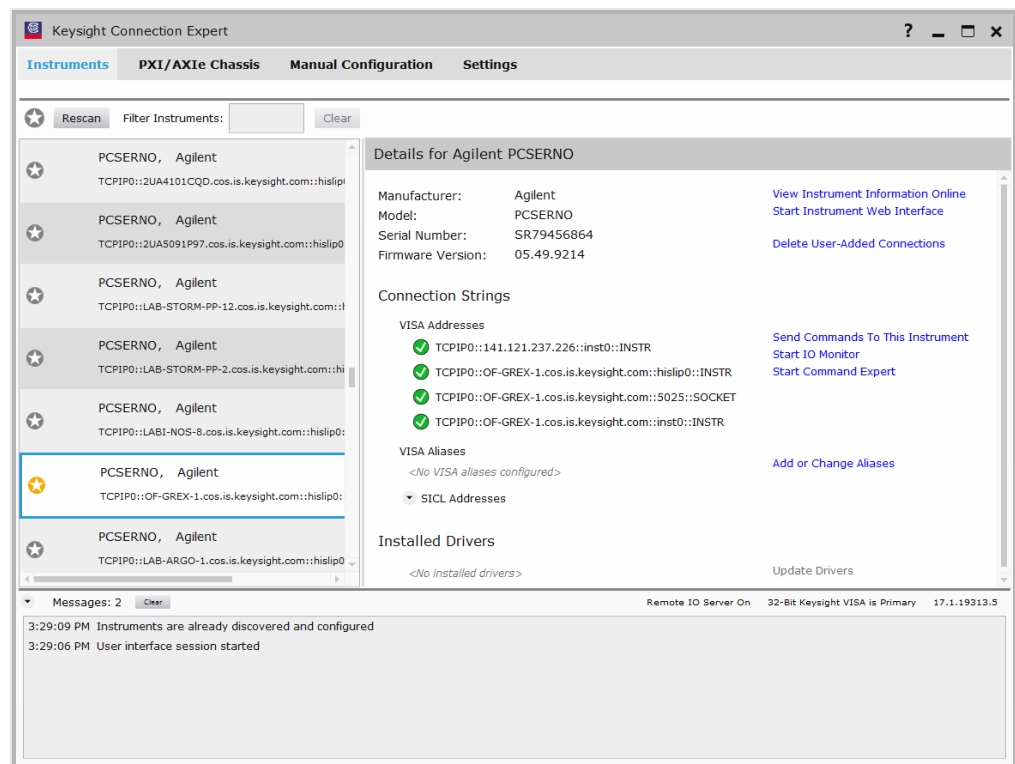 Keysight Connection Expert
?
Instruments PXI/AXIe Chassis Manual Configuration Settings
Rescan Filter Instruments: Clear
PCSERNO, Agilent
TCPIP0::2UA4101CQD.cos.is.keysight.com::hislip
PCSERNO, Agilent
TCPIP0::2UA5091P97.cos.is.keysight.com::hislip0
PCSERNO, Agilent
TCPIP0::LAB-STORM-PP-12.cos.is.keysight.com::h
PCSERNO, Agilent
TCPIP0::LAB-STORM-PP-2.cos.is.keysight.com::hi
PCSERNO, Agilent
TCPIP0::LABI-NOS-8.cos.is.keysight.com::hislip0:
PCSERNO, Agilent
TCPIP0::OF-GREX-1.cos.is.keysight.com::hislip0:
PCSERNO, Agilent
TCPIP0::LAB-ARGO-1.cos.is.keysight.com::hislip0
Details for Agilent PCSERNO
Manufacturer: Agilent
Model: PCSERNO
Serial Number: SR79456864
Firmware Version: 05.49.9214
View Instrument Information Online
Start Instrument Web Interface
Delete User-Added Connections
Connection Strings
VISA Addresses
TCPIP0::141.121.237.226::inst0::INSTR
TCPIP0::OF-GREX-1.cos.is.keysight.com::hislip0::INSTR
TCPIP0::OF-GREX-1.cos.is.keysight.com::5025::SOCKET
TCPIP0::OF-GREX-1.cos.is.keysight.com::inst0::INSTR
Send Commands To This Instrument
Start IO Monitor
Start Command Expert
VISA Aliases
<No VISA aliases configured>
Add or Change Aliases
SICL Addresses
Installed Drivers
<No installed drivers>
Update Drivers
Messages: 2 Clear
Remote IO Server On 32-Bit Keysight VISA is Primary 17.1.19313.5
3:29:09 PM Instruments are already discovered and configured
3:29:06 PM User interface session started